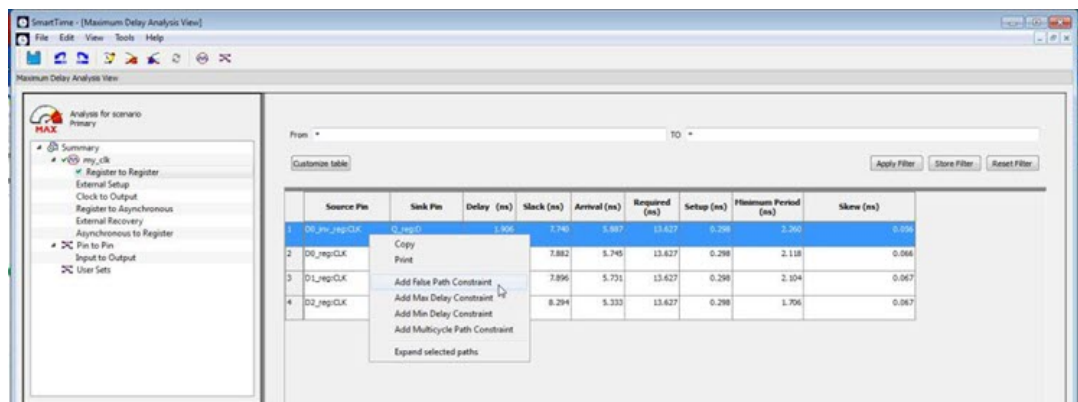 SmartTime - [Maximum Delay Analysis View]
File Edit View Tools Help
Maximum Delay Analysis View
MAX
Analysis for scenario
Primary
Summary
my_clk
Register to Register
External Setup
Clock to Output
Register to Asynchronous
External Recovery
Asynchronous to Register
Pin to Pin
Input to Output
User Sets
From * TO *
Customize table Apply Filter Store Filter Reset Filter
Source Pin Sink Pin Delay (ns) Slack (ns) Arrival (ns) Required (ns) Setup (ns) Minimum Period (ns) Skew (ns)
1 D0_inv_reg:CLK Q_reg:D 1.906 7.740 5.887 13.627 0.298 2.260 0.056
2 D0_reg:CLK 7.882 5.745 13.627 0.298 2.118 0.066
3 D1_reg:CLK 7.896 5.731 13.627 0.298 2.104 0.067
4 D2_reg:CLK 8.294 5.333 13.627 0.298 1.706 0.067
Copy
Print
Add False Path Constraint
Add Max Delay Constraint
Add Min Delay Constraint
Add Multicycle Path Constraint
Expand selected paths